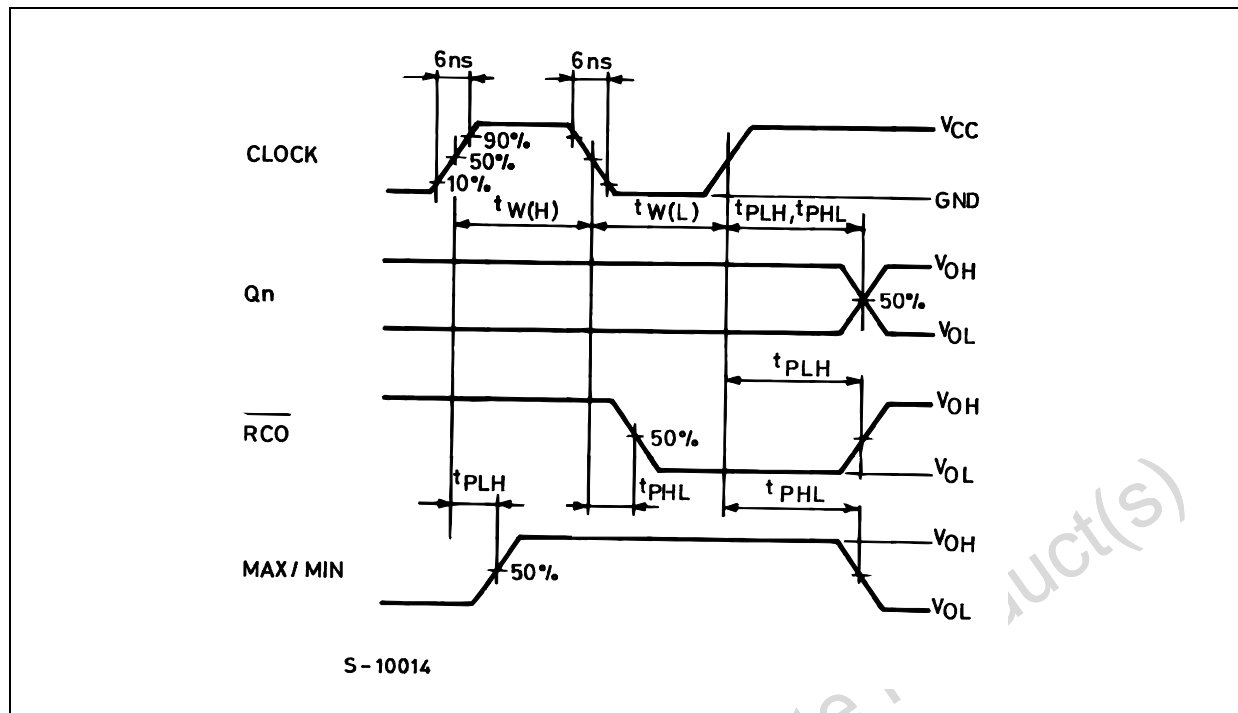 6ns 6ns
CLOCK
90%
50%
10%
VCC
GND
tW(H) tW(L) tPLH,tPHL
Qn
VOH
50%
VOL
tPLH
RCO
VOH
50%
VOL
tPLH tPHL tPHL
MAX/MIN
VOH
50%
VOL
S-10014